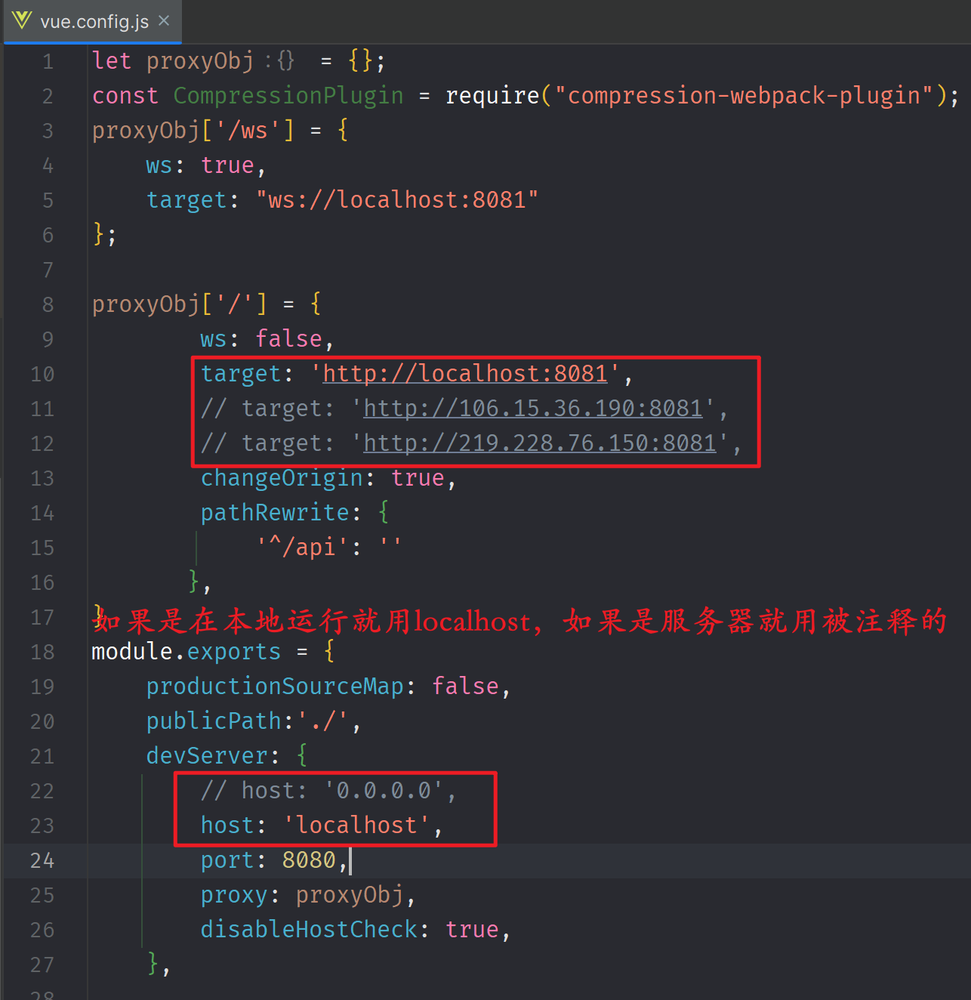 vue.config.js ×
1 let proxyObj :{} = {};
2 const CompressionPlugin = require("compression-webpack-plugin");
3 proxyObj['/ws'] = {
4 ws: true,
5 target: "ws://localhost:8081"
6 };
7
8 proxyObj['/'] = {
9 ws: false,
10 target: 'http://localhost:8081',
11 // target: 'http://106.15.36.190:8081',
12 // target: 'http://219.228.76.150:8081',
13 changeOrigin: true,
14 pathRewrite: {
15 '^/api': ''
16 },
17 }
如果是在本地运行就用localhost，如果是服务器就用被注释的
18 module.exports = {
19 productionSourceMap: false,
20 publicPath:'./',
21 devServer: {
22 // host: '0.0.0.0',
23 host: 'localhost',
24 port: 8080,
25 proxy: proxyObj,
26 disableHostCheck: true,
27 },
28